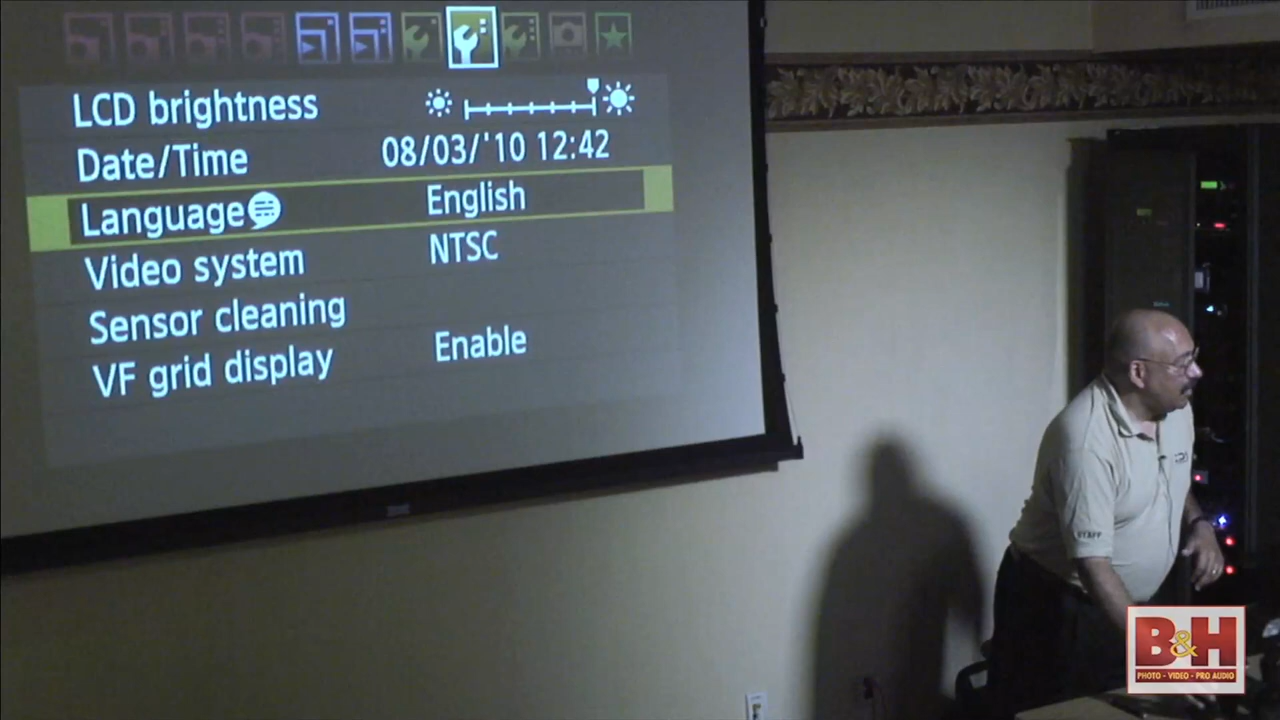 LCD brightness
Date/Time 08/03/'10 12:42
Language English
Video system NTSC
Sensor cleaning
VF grid display Enable
STAFF
B&H
PHOTO - VIDEO - PRO AUDIO